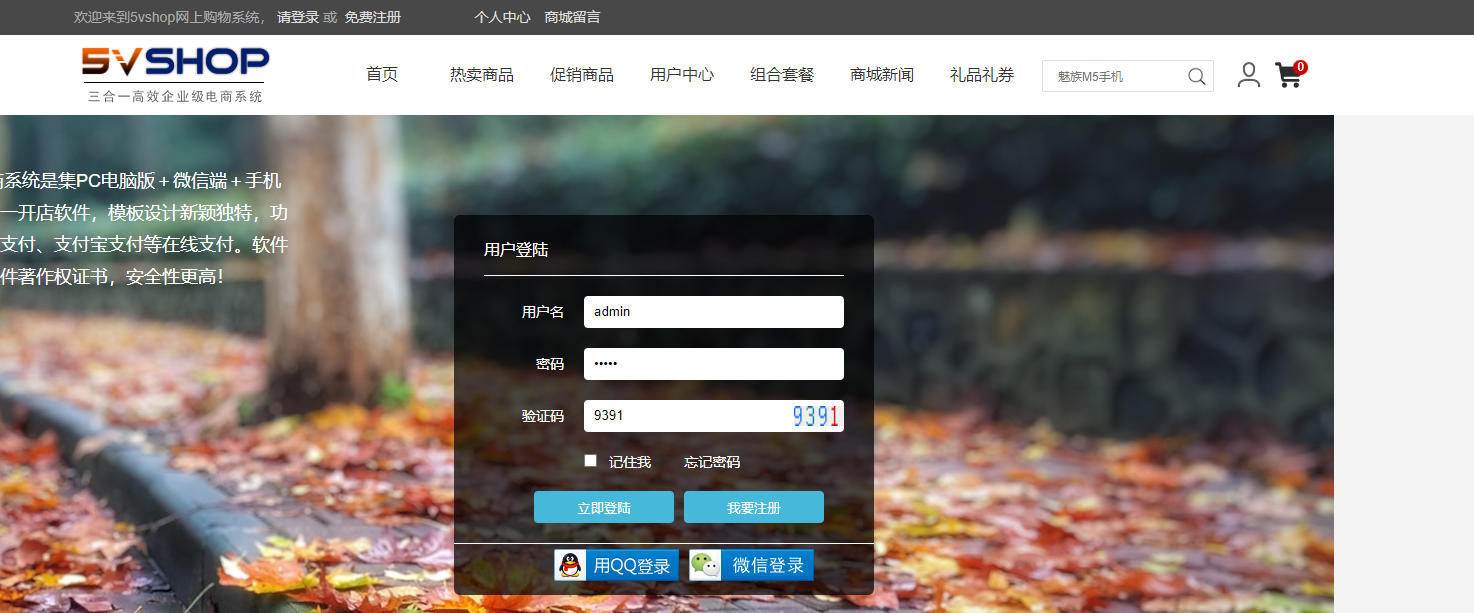 欢迎来到5vshop网上购物系统， 请登录 或 免费注册 个人中心 商城留言
5VSHOP
三合一高效企业级电商系统
首页 热卖商品 促销商品 用户中心 组合套餐 商城新闻 礼品礼券 魅族M5手机 0
系统是集PC电脑版＋微信端＋手机
一开店软件，模板设计新颖独特，功
支付、支付宝支付等在线支付。软件
件著作权证书，安全性更高！
用户登陆
用户名 admin
密码 •••••
验证码 9391 9391
记住我 忘记密码
立即登陆 我要注册
用QQ登录 微信登录